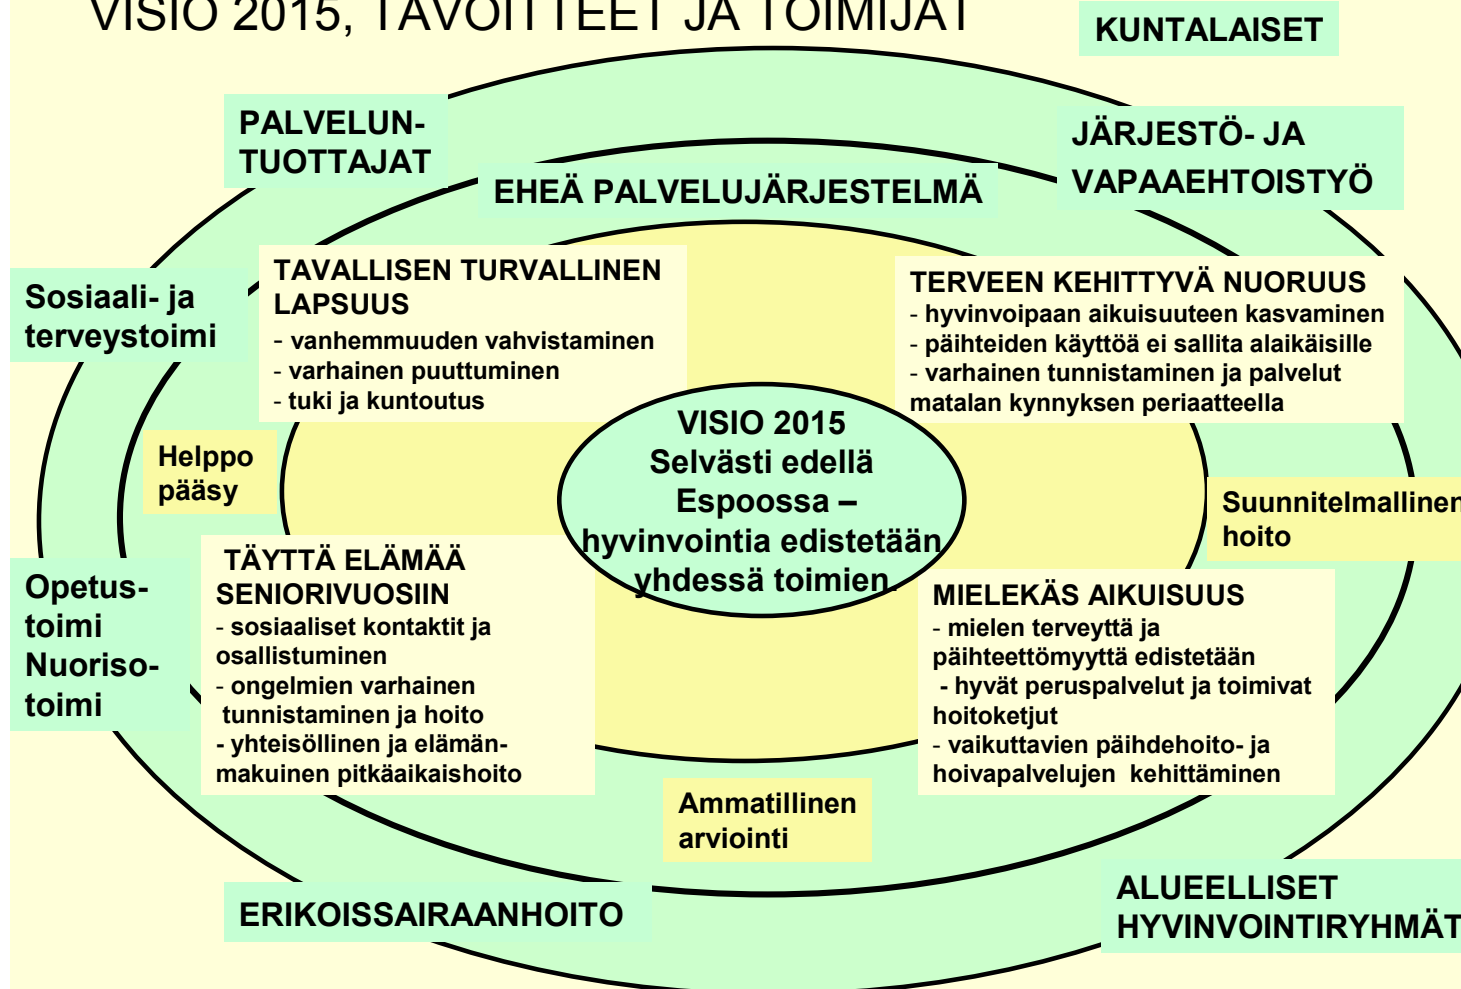 VISIO 2015, TAVOITTEET JA TOIMIJAT
KUNTALAISET
PALVELUN-
TUOTTAJAT
JÄRJESTÖ- JA
VAPAAEHTOISTYÖ
EHEÄ PALVELUJÄRJESTELMÄ
Sosiaali- ja
terveystoimi
TAVALLISEN TURVALLINEN
LAPSUUS
- vanhemmuuden vahvistaminen
- varhainen puuttuminen
- tuki ja kuntoutus
TERVEEN KEHITTYVÄ NUORUUS
- hyvinvoipaan aikuisuuteen kasvaminen
- päihteiden käyttöä ei sallita alaikäisille
- varhainen tunnistaminen ja palvelut
matalan kynnyksen periaatteella
VISIO 2015
Selvästi edellä
Espoossa –
hyvinvointia edistetään
yhdessä toimien
Helppo
pääsy
Suunnitelmallinen
hoito
Opetus-
toimi
Nuoriso-
toimi
TÄYTTÄ ELÄMÄÄ
SENIORIVUOSIIN
- sosiaaliset kontaktit ja
osallistuminen
- ongelmien varhainen
tunnistaminen ja hoito
- yhteisöllinen ja elämän-
makuinen pitkäaikaishoito
MIELEKÄS AIKUISUUS
- mielen terveyttä ja
päihteettömyyttä edistetään
- hyvät peruspalvelut ja toimivat
hoitoketjut
- vaikuttavien päihdehoito- ja
hoivapalvelujen kehittäminen
Ammatillinen
arviointi
ERIKOISSAIRAANHOITO
ALUEELLISET
HYVINVOINTIRYHMÄT